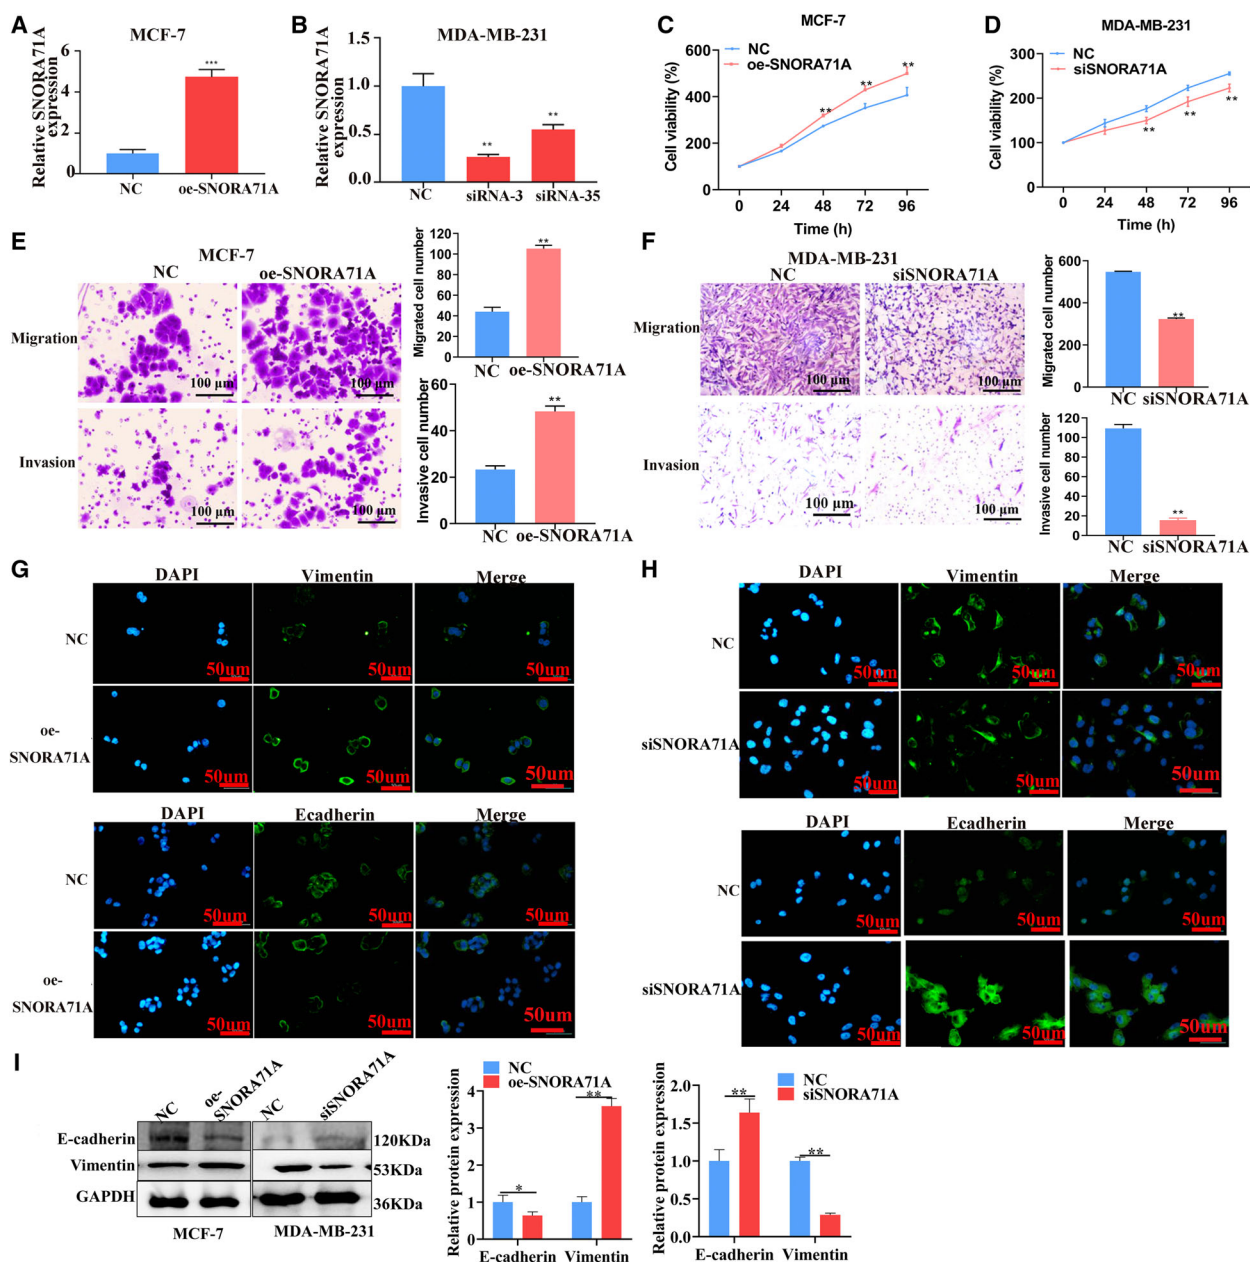 A
MCF-7
Relative SNORA71A
expression
6
4
2
0
***
NC
oe-SNORA71A
B
MDA-MB-231
Relative SNORA71A
expression
1.5
1.0
0.5
0.0
**
**
NC
siRNA-3
siRNA-35
C
MCF-7
NC
oe-SNORA71A
Cell viability (%)
600
400
200
0
**
**
**
0 24 48 72 96
Time (h)
D
MDA-MB-231
NC
siSNORA71A
Cell viability (%)
300
200
100
0
**
**
**
0 24 48 72 96
Time (h)
E
MCF-7
NC
oe-SNORA71A
Migration
100 µm
100 µm
Invasion
100 µm
100 µm
Migrated cell number
120
100
80
60
40
20
0
**
NC
oe-SNORA71A
Invasive cell number
60
40
20
0
**
NC
oe-SNORA71A
F
MDA-MB-231
NC
siSNORA71A
Migration
100 µm
100 µm
Invasion
100 µm
100 µm
Migrated cell number
600
400
200
0
**
NC
siSNORA71A
Invasive cell number
120
100
80
60
40
20
0
**
NC
siSNORA71A
G
DAPI
Vimentin
Merge
NC
50um
50um
50um
oe-
SNORA71A
50um
50um
50um
DAPI
Ecadherin
Merge
NC
50um
50um
50um
oe-
SNORA71A
50um
50um
50um
H
DAPI
Vimentin
Merge
NC
50um
50um
50um
siSNORA71A
50um
50um
50um
DAPI
Ecadherin
Merge
NC
50um
50um
50um
siSNORA71A
50um
50um
50um
I
NC
oe-
SNORA71A
NC
siSNORA71A
E-cadherin
120KDa
Vimentin
53KDa
GAPDH
36KDa
MCF-7
MDA-MB-231
NC
oe-SNORA71A
Relative protein expression
4
3
2
1
0
*
**
E-cadherin
Vimentin
NC
siSNORA71A
Relative protein expression
2.0
1.5
1.0
0.5
0.0
**
**
E-cadherin
Vimentin